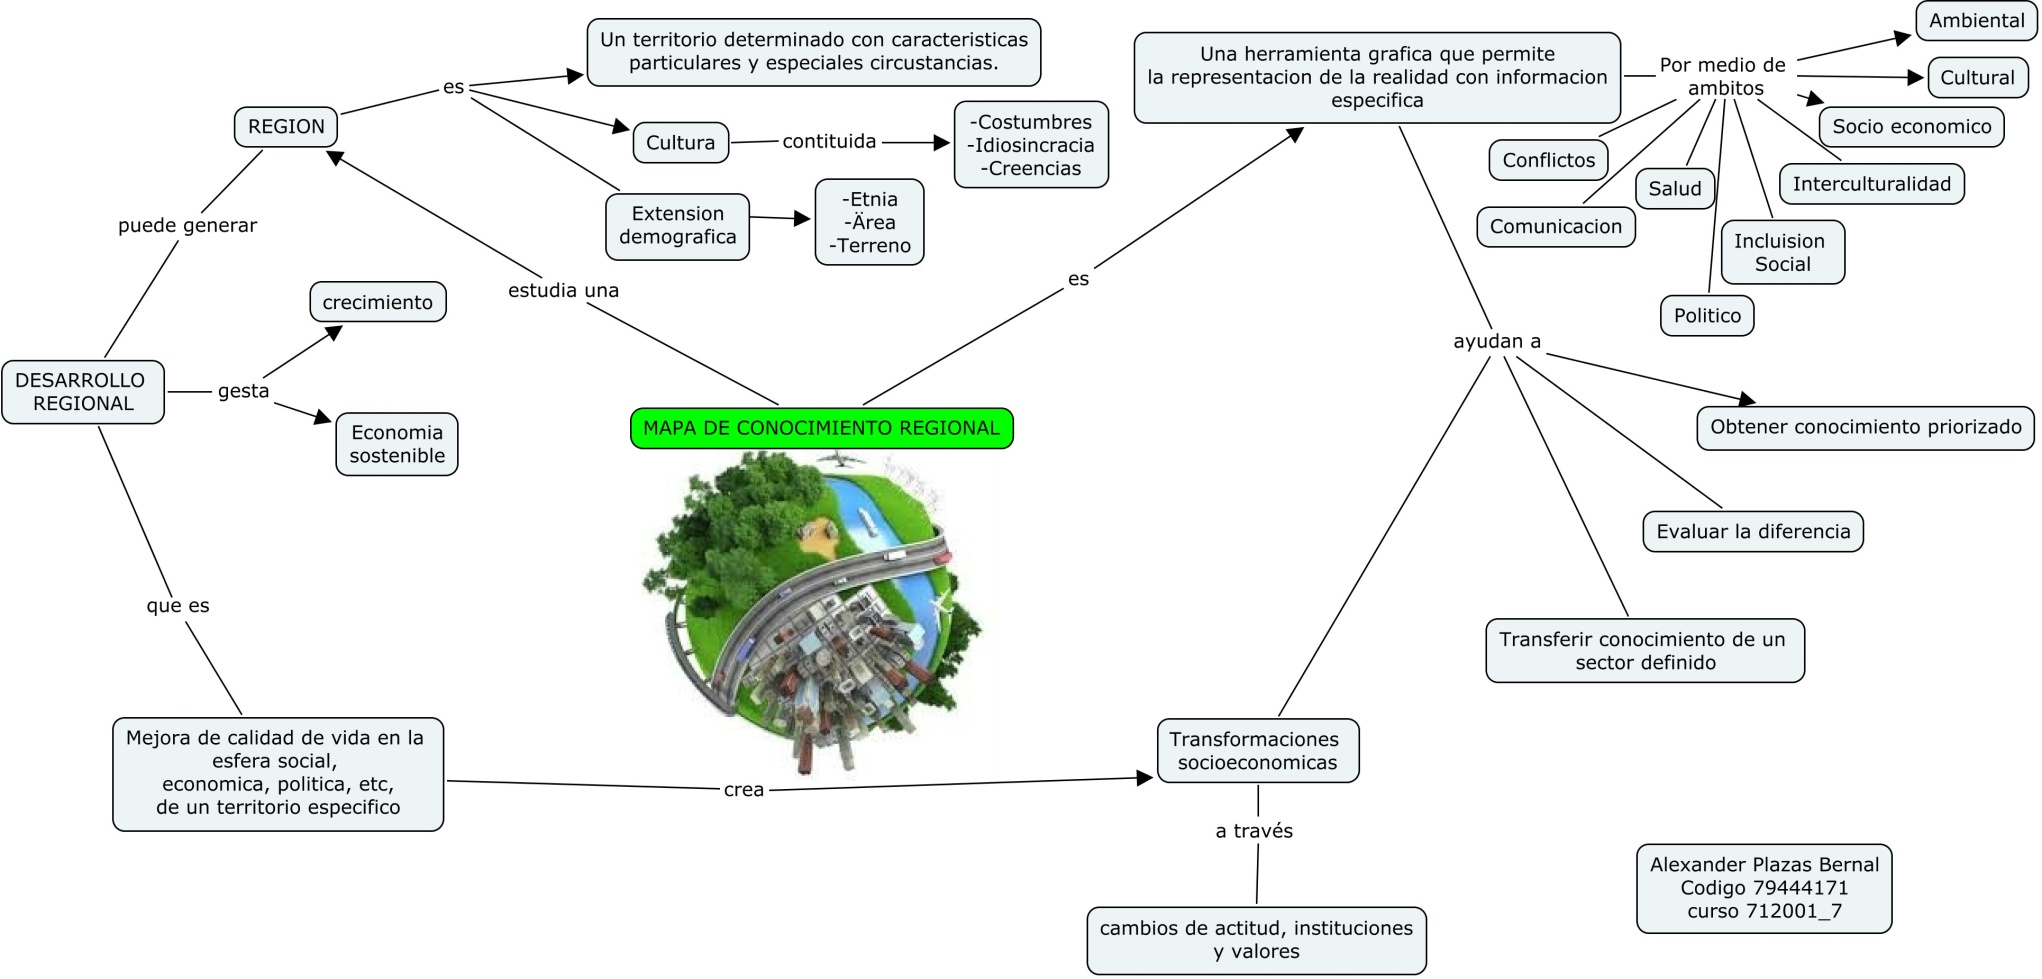 Un territorio determinado con caracteristicas
particulares y especiales circustancias.
es
REGION
Cultura
contituida
-Costumbres
-Idiosincracia
-Creencias
Extension
demografica
-Etnia
-Ärea
-Terreno
puede generar
estudia una
es
Una herramienta grafica que permite
la representacion de la realidad con informacion
especifica
Por medio de
ambitos
Ambiental
Cultural
Socio economico
Conflictos
Salud
Interculturalidad
Comunicacion
Incluision
Social
Politico
crecimiento
DESARROLLO
REGIONAL
gesta
Economia
sostenible
MAPA DE CONOCIMIENTO REGIONAL
ayudan a
Obtener conocimiento priorizado
Evaluar la diferencia
Transferir conocimiento de un
sector definido
que es
Mejora de calidad de vida en la
esfera social,
economica, politica, etc,
de un territorio especifico
crea
Transformaciones
socioeconomicas
a través
cambios de actitud, instituciones
y valores
Alexander Plazas Bernal
Codigo 79444171
curso 712001_7